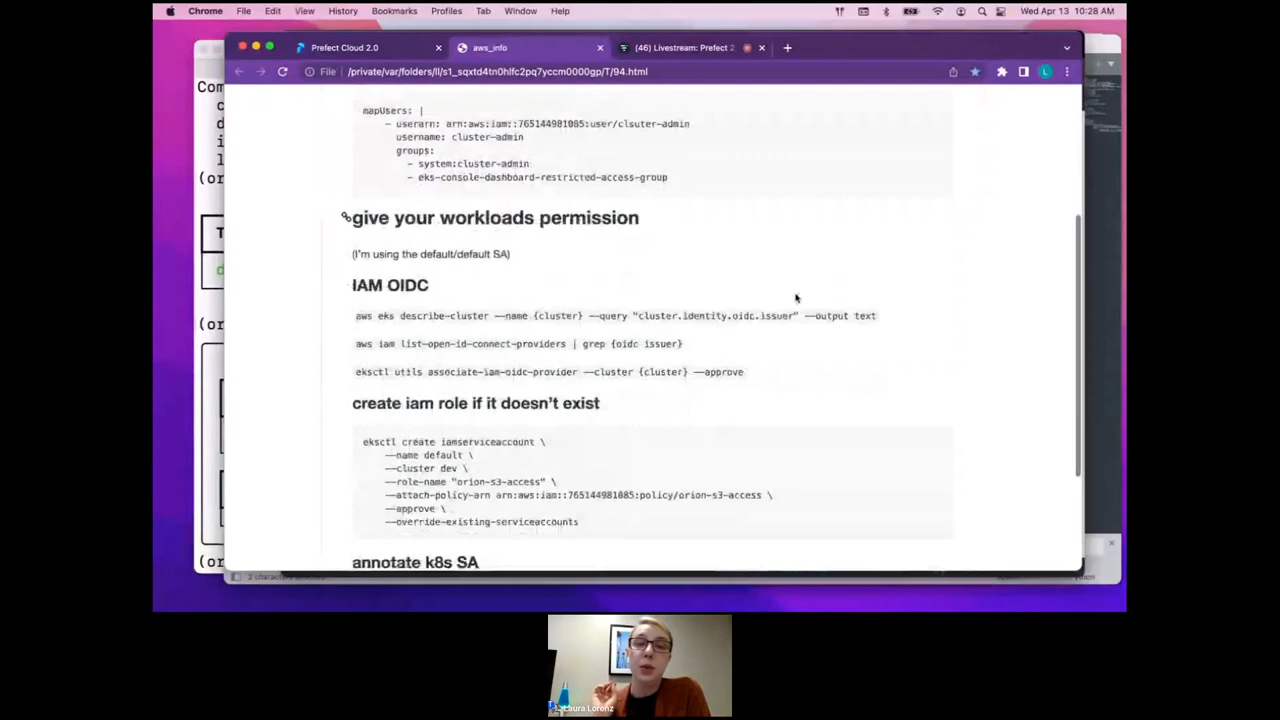 Chrome File Edit View History Bookmarks Profiles Tab Window Help Wed Apr 13 10:28 AM
Prefect Cloud 2.0 aws_info (46) Livestream: Prefect 2
File /private/var/folders/ll/s1_sqxtd4tn0hlfc2pq7yccm0000gp/T/94.html
Com
mapUsers: |
- userarn: arn:aws:iam::765144981085:user/clsuter-admin
username: cluster-admin
groups:
- system:cluster-admin
- eks-console-dashboard-restricted-access-group
(or
give your workloads permission
(I'm using the default/default SA)
IAM OIDC
aws eks describe-cluster --name {cluster} --query "cluster.identity.oidc.issuer" --output text
aws iam list-open-id-connect-providers | grep {oidc issuer}
eksctl utils associate-iam-oidc-provider --cluster {cluster} --approve
(or
create iam role if it doesn't exist
eksctl create iamserviceaccount \
--name default \
--cluster dev \
--role-name "orion-s3-access" \
--attach-policy-arn arn:aws:iam::765144981085:policy/orion-s3-access \
--approve \
--override-existing-serviceaccounts
annotate k8s SA
(or
2 characters selected
Laura Lorenz